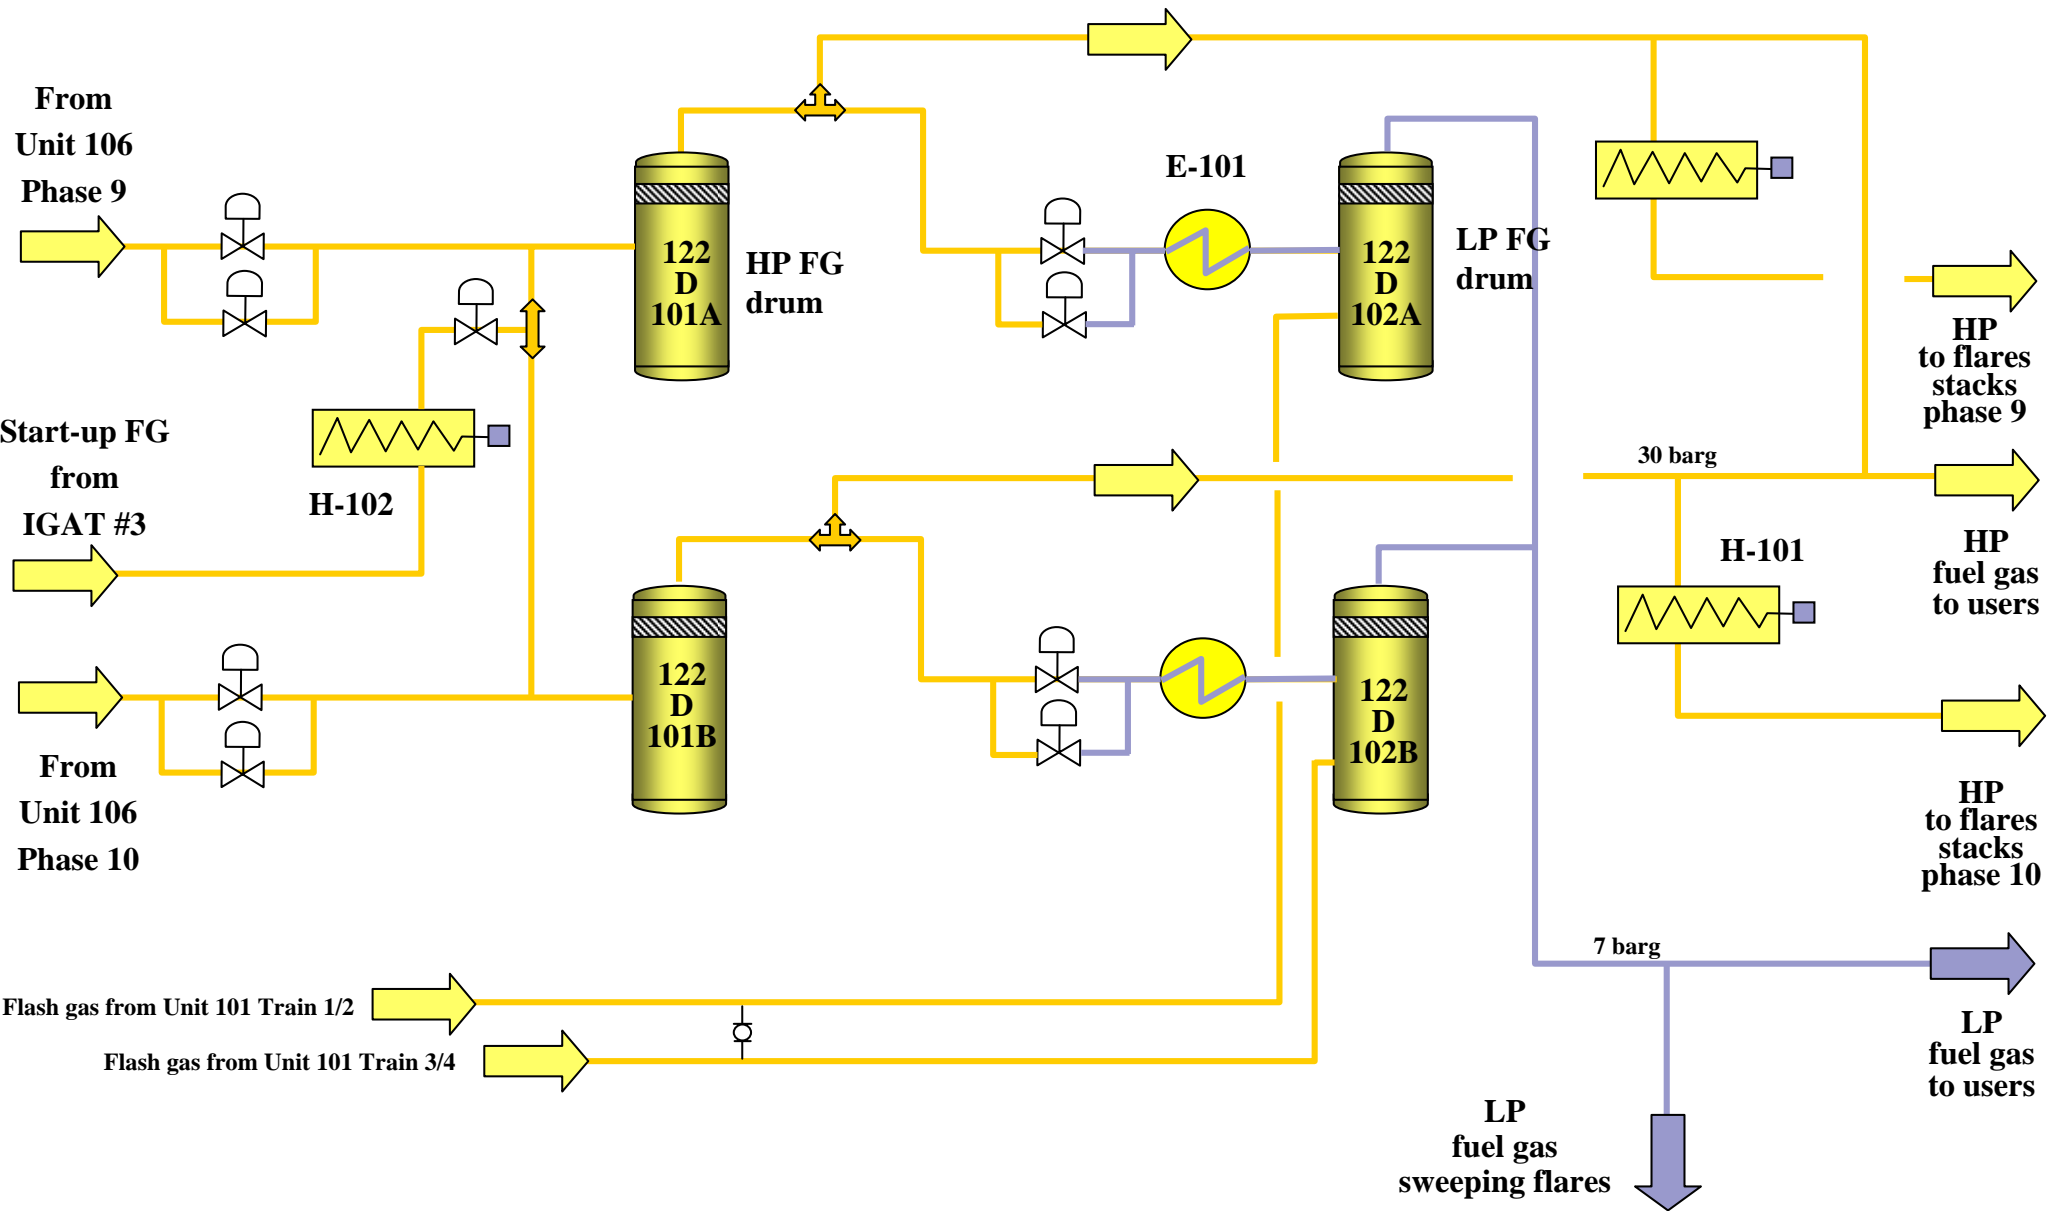 From
Unit 106
Phase 9
E-101
122
D
101A
HP FG
drum
122
D
102A
LP FG
drum
HP
to flares
stacks
phase 9
Start-up FG
from
IGAT #3
H-102
30 barg
HP
fuel gas
to users
H-101
122
D
101B
122
D
102B
From
Unit 106
Phase 10
HP
to flares
stacks
phase 10
7 barg
Flash gas from Unit 101 Train 1/2
Flash gas from Unit 101 Train 3/4
LP
fuel gas
to users
LP
fuel gas
sweeping flares